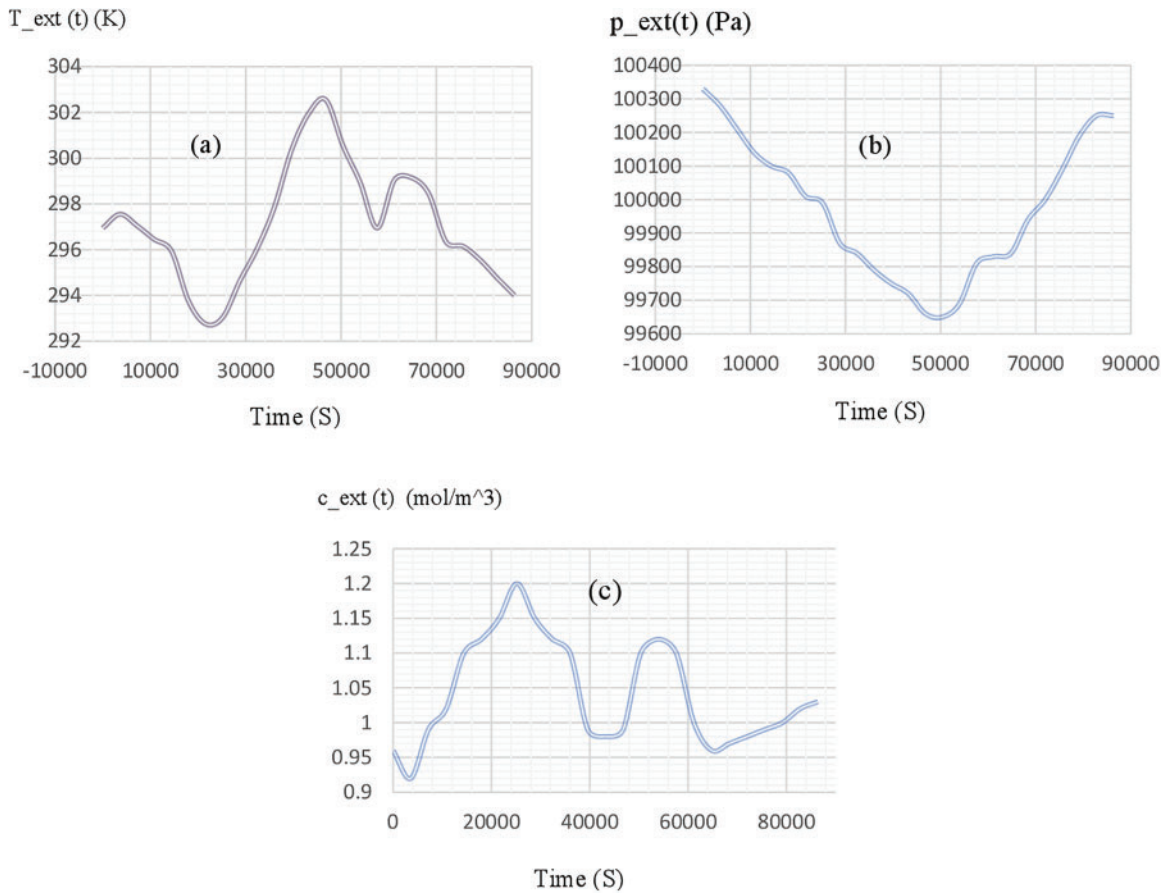 T_ext (t) (K)
304
302
300
298
296
294
292
(a)
-10000 10000 30000 50000 70000 90000
Time (S)
p_ext(t) (Pa)
100400
100300
100200
100100
100000
99900
99800
99700
99600
(b)
-10000 10000 30000 50000 70000 90000
Time (S)
c_ext (t) (mol/m^3)
1.25
1.2
1.15
1.1
1.05
1
0.95
0.9
(c)
0 20000 40000 60000 80000
Time (S)